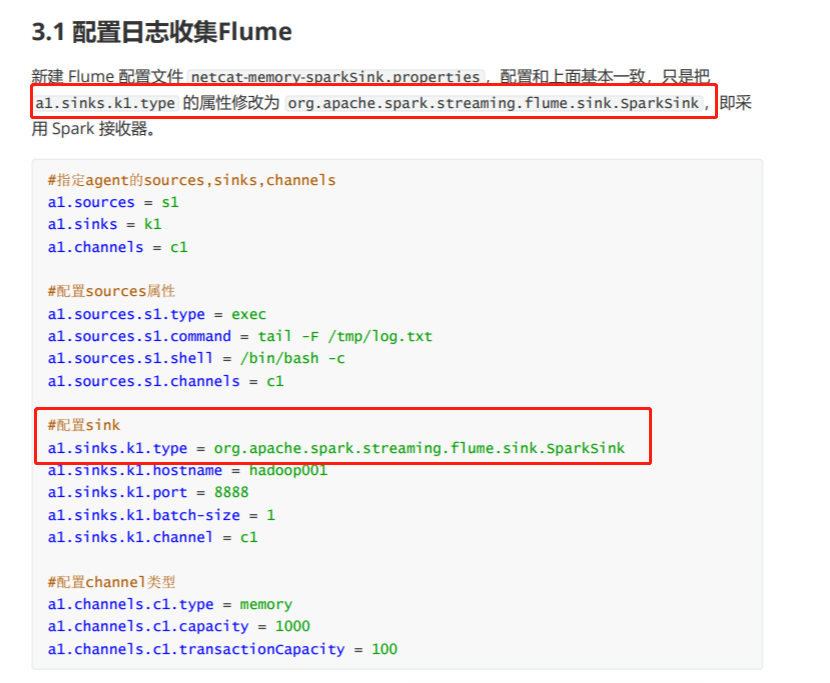 3.1 配置日志收集Flume
新建 Flume 配置文件 netcat-memory-sparkSink.properties，配置和上面基本一致，只是把
a1.sinks.k1.type 的属性修改为 org.apache.spark.streaming.flume.sink.SparkSink，即采
用 Spark 接收器。
#指定agent的sources,sinks,channels
a1.sources = s1
a1.sinks = k1
a1.channels = c1
#配置sources属性
a1.sources.s1.type = exec
a1.sources.s1.command = tail -F /tmp/log.txt
a1.sources.s1.shell = /bin/bash -c
a1.sources.s1.channels = c1
#配置sink
a1.sinks.k1.type = org.apache.spark.streaming.flume.sink.SparkSink
a1.sinks.k1.hostname = hadoop001
a1.sinks.k1.port = 8888
a1.sinks.k1.batch-size = 1
a1.sinks.k1.channel = c1
#配置channel类型
a1.channels.c1.type = memory
a1.channels.c1.capacity = 1000
a1.channels.c1.transactionCapacity = 100